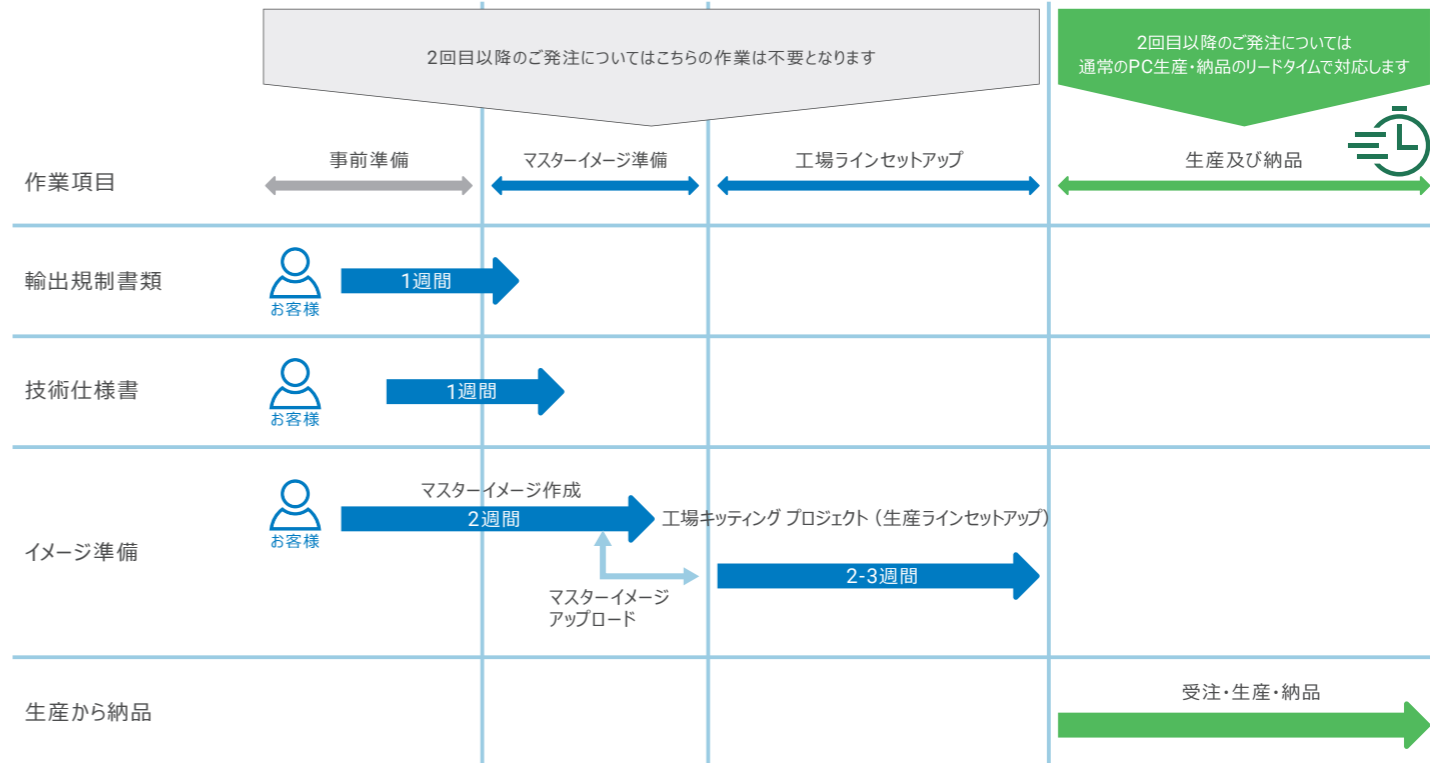 2回目以降のご発注についてはこちらの作業は不要となります
2回目以降のご発注については
通常のPC生産・納品のリードタイムで対応します
作業項目
事前準備
マスターイメージ準備
工場ラインセットアップ
生産及び納品
輸出規制書類
お客様
1週間
技術仕様書
お客様
1週間
イメージ準備
お客様
マスターイメージ作成
2週間
工場キッティング プロジェクト（生産ラインセットアップ）
2-3週間
マスターイメージ
アップロード
生産から納品
受注・生産・納品